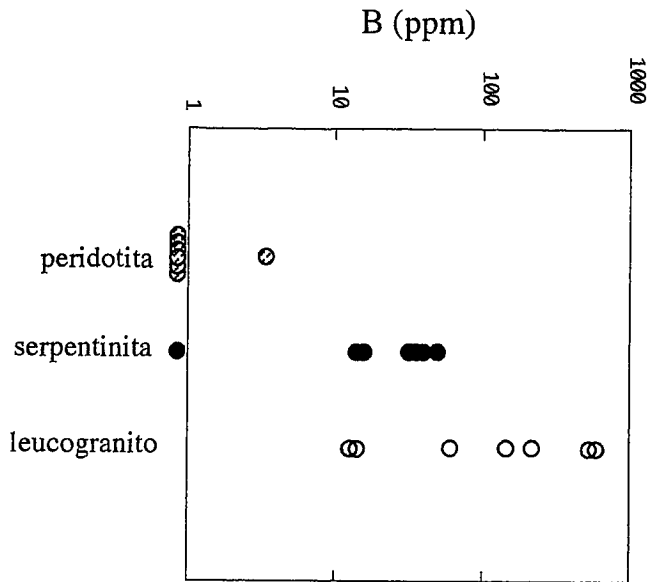 B (ppm)
1
10
100
1000
peridotita
serpentinita
leucogranito